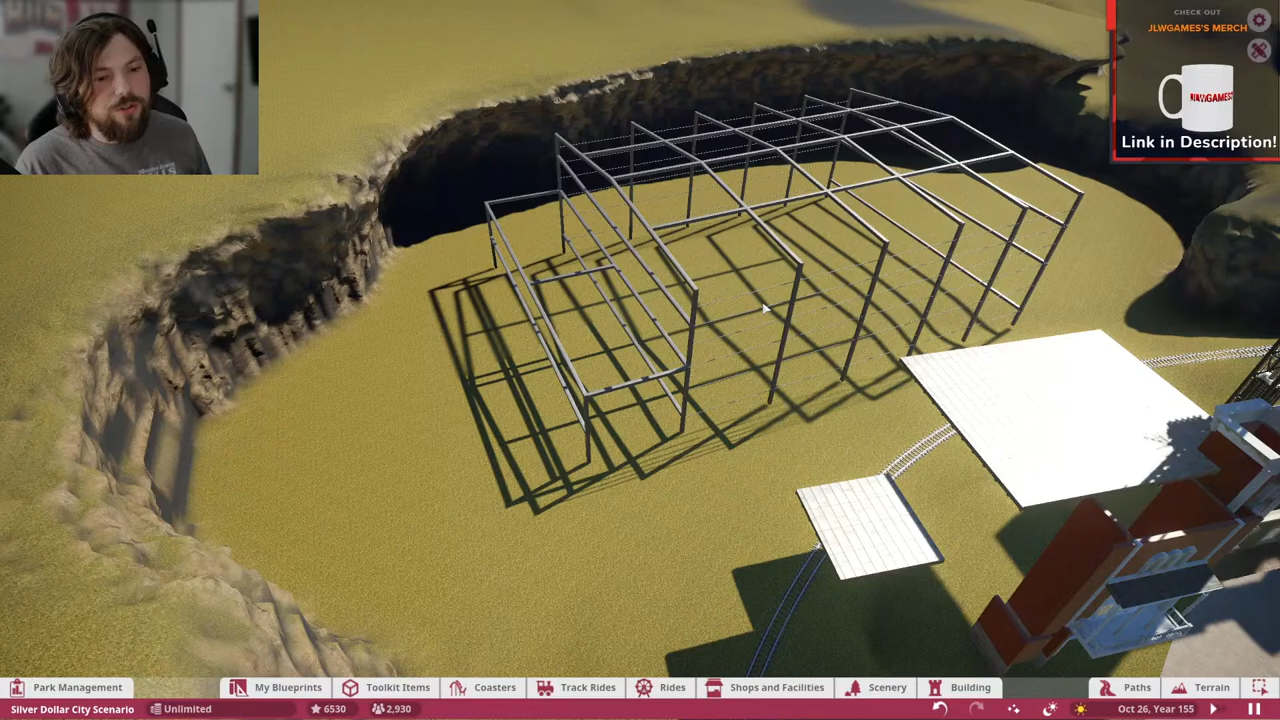 CHECK OUT
JLWGAMES'S MERCH
JLWGAMES
Link in Description!
Park Management
My Blueprints
Toolkit Items
Coasters
Track Rides
Rides
Shops and Facilities
Scenery
Building
Paths
Terrain
Silver Dollar City Scenario
Unlimited
6530
2,930
Oct 26, Year 155